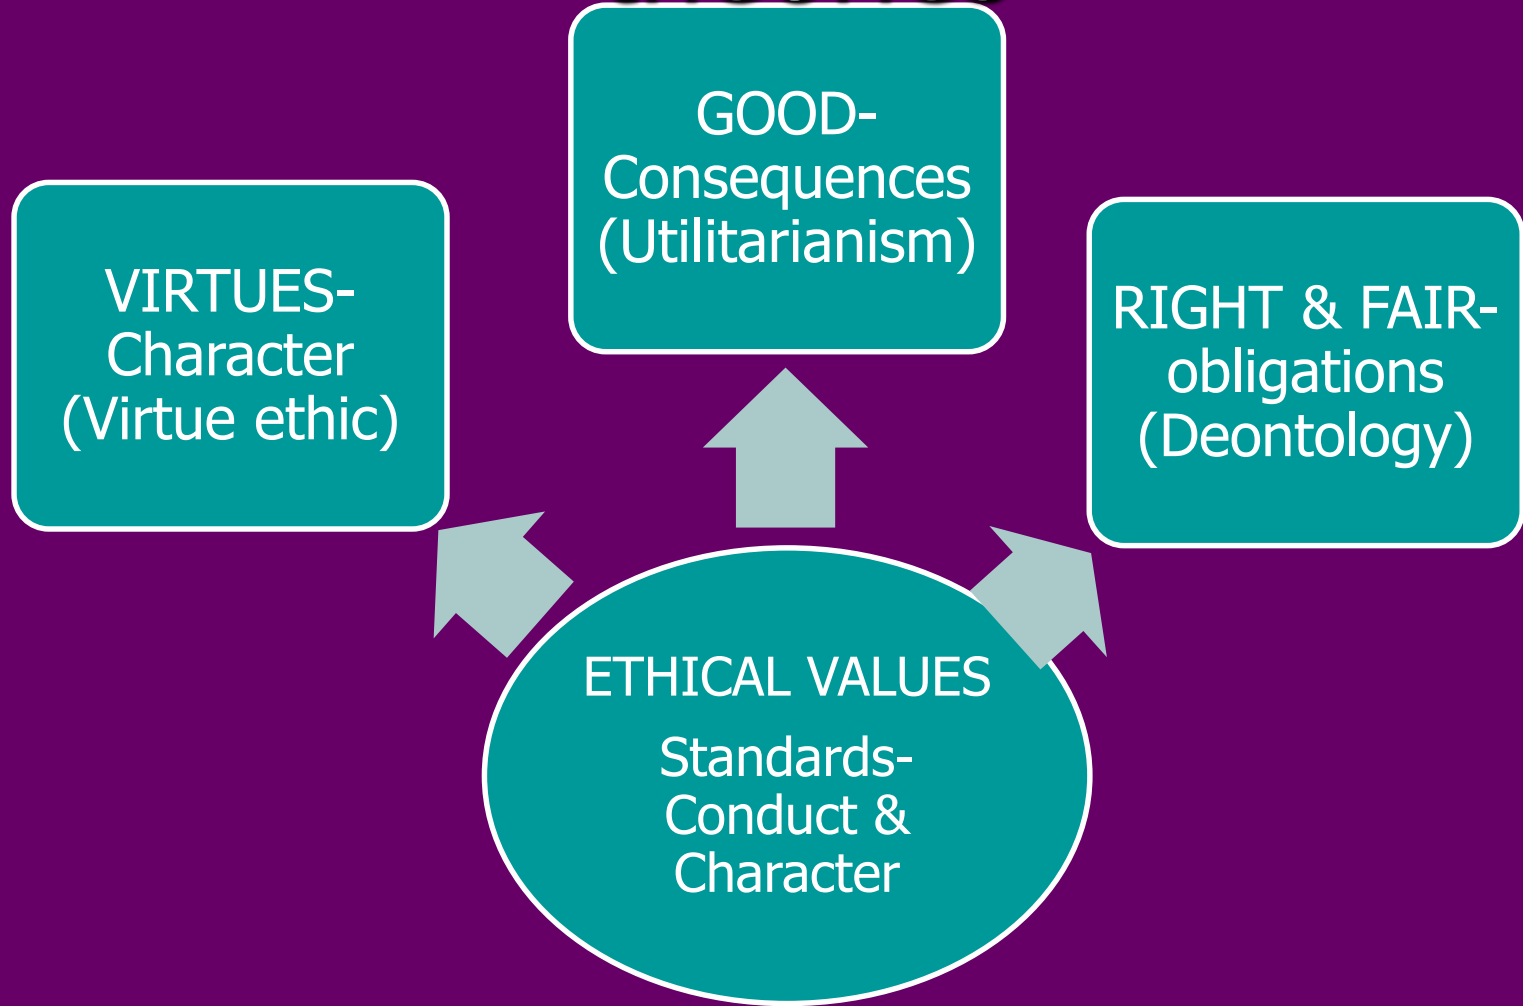 VIRTUES-
Character
(Virtue ethic)
GOOD-
Consequences
(Utilitarianism)
RIGHT & FAIR-
obligations
(Deontology)
ETHICAL VALUES
Standards-
Conduct &
Character